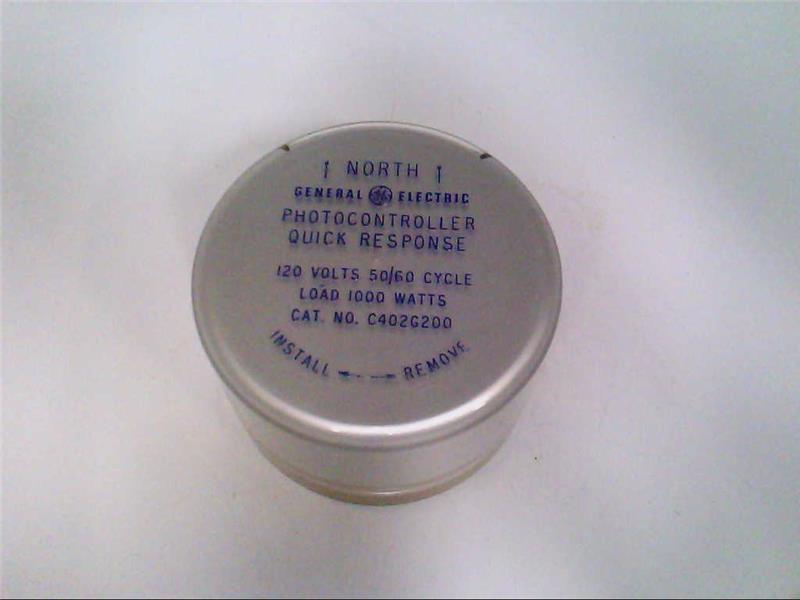 ↑ NORTH ↑
GENERAL GE ELECTRIC
PHOTOCONTROLLER
QUICK RESPONSE
120 VOLTS 50/60 CYCLE
LOAD 1000 WATTS
CAT. NO. C402G200
INSTALL ← → REMOVE